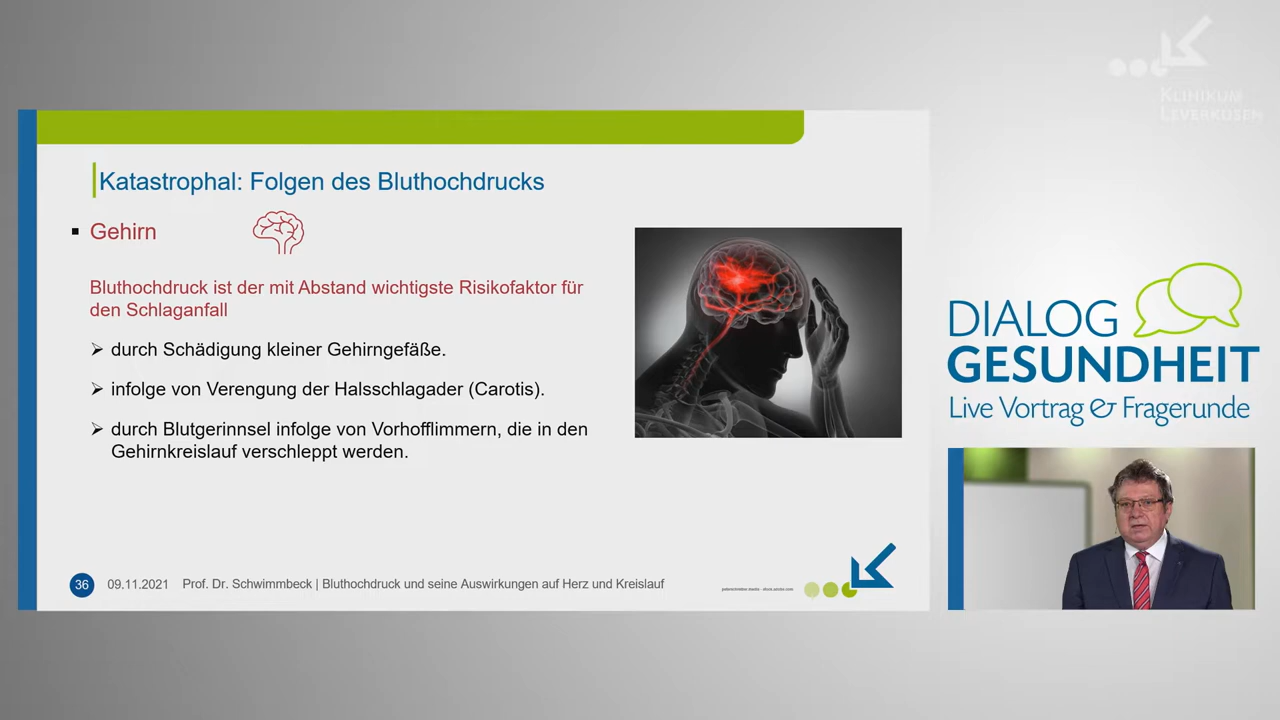 KLINIKUM
LEVERKUSEN
Katastrophal: Folgen des Bluthochdrucks
Gehirn
Bluthochdruck ist der mit Abstand wichtigste Risikofaktor für
den Schlaganfall
durch Schädigung kleiner Gehirngefäße.
infolge von Verengung der Halsschlagader (Carotis).
durch Blutgerinnsel infolge von Vorhofflimmern, die in den
Gehirnkreislauf verschleppt werden.
36 09.11.2021 Prof. Dr. Schwimmbeck | Bluthochdruck und seine Auswirkungen auf Herz und Kreislauf
DIALOG
GESUNDHEIT
Live Vortrag & Fragerunde